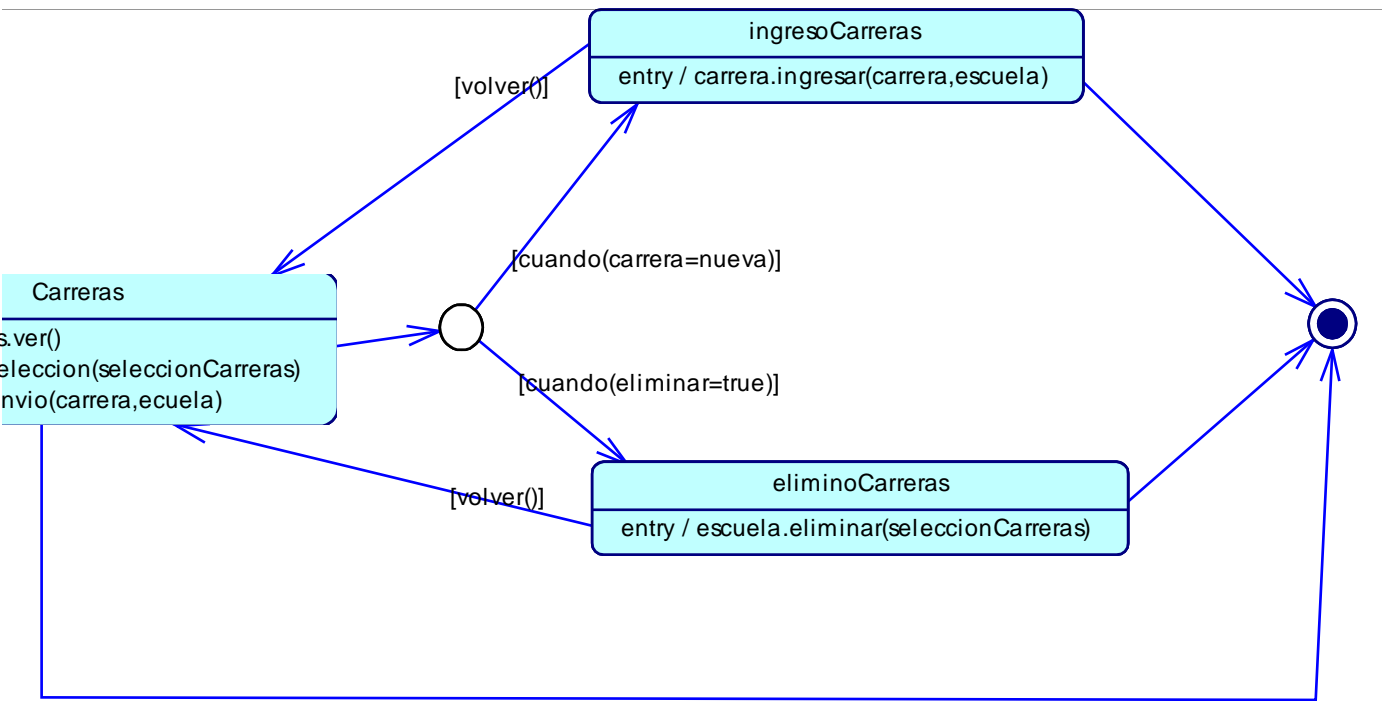 ingresoCarreras
entry / carrera.ingresar(carrera,escuela)
[volver()]
[cuando(carrera=nueva)]
Carreras
s.ver()
eleccion(seleccionCarreras)
nvio(carrera,ecuela)
[cuando(eliminar=true)]
[volver()]
eliminoCarreras
entry / escuela.eliminar(seleccionCarreras)